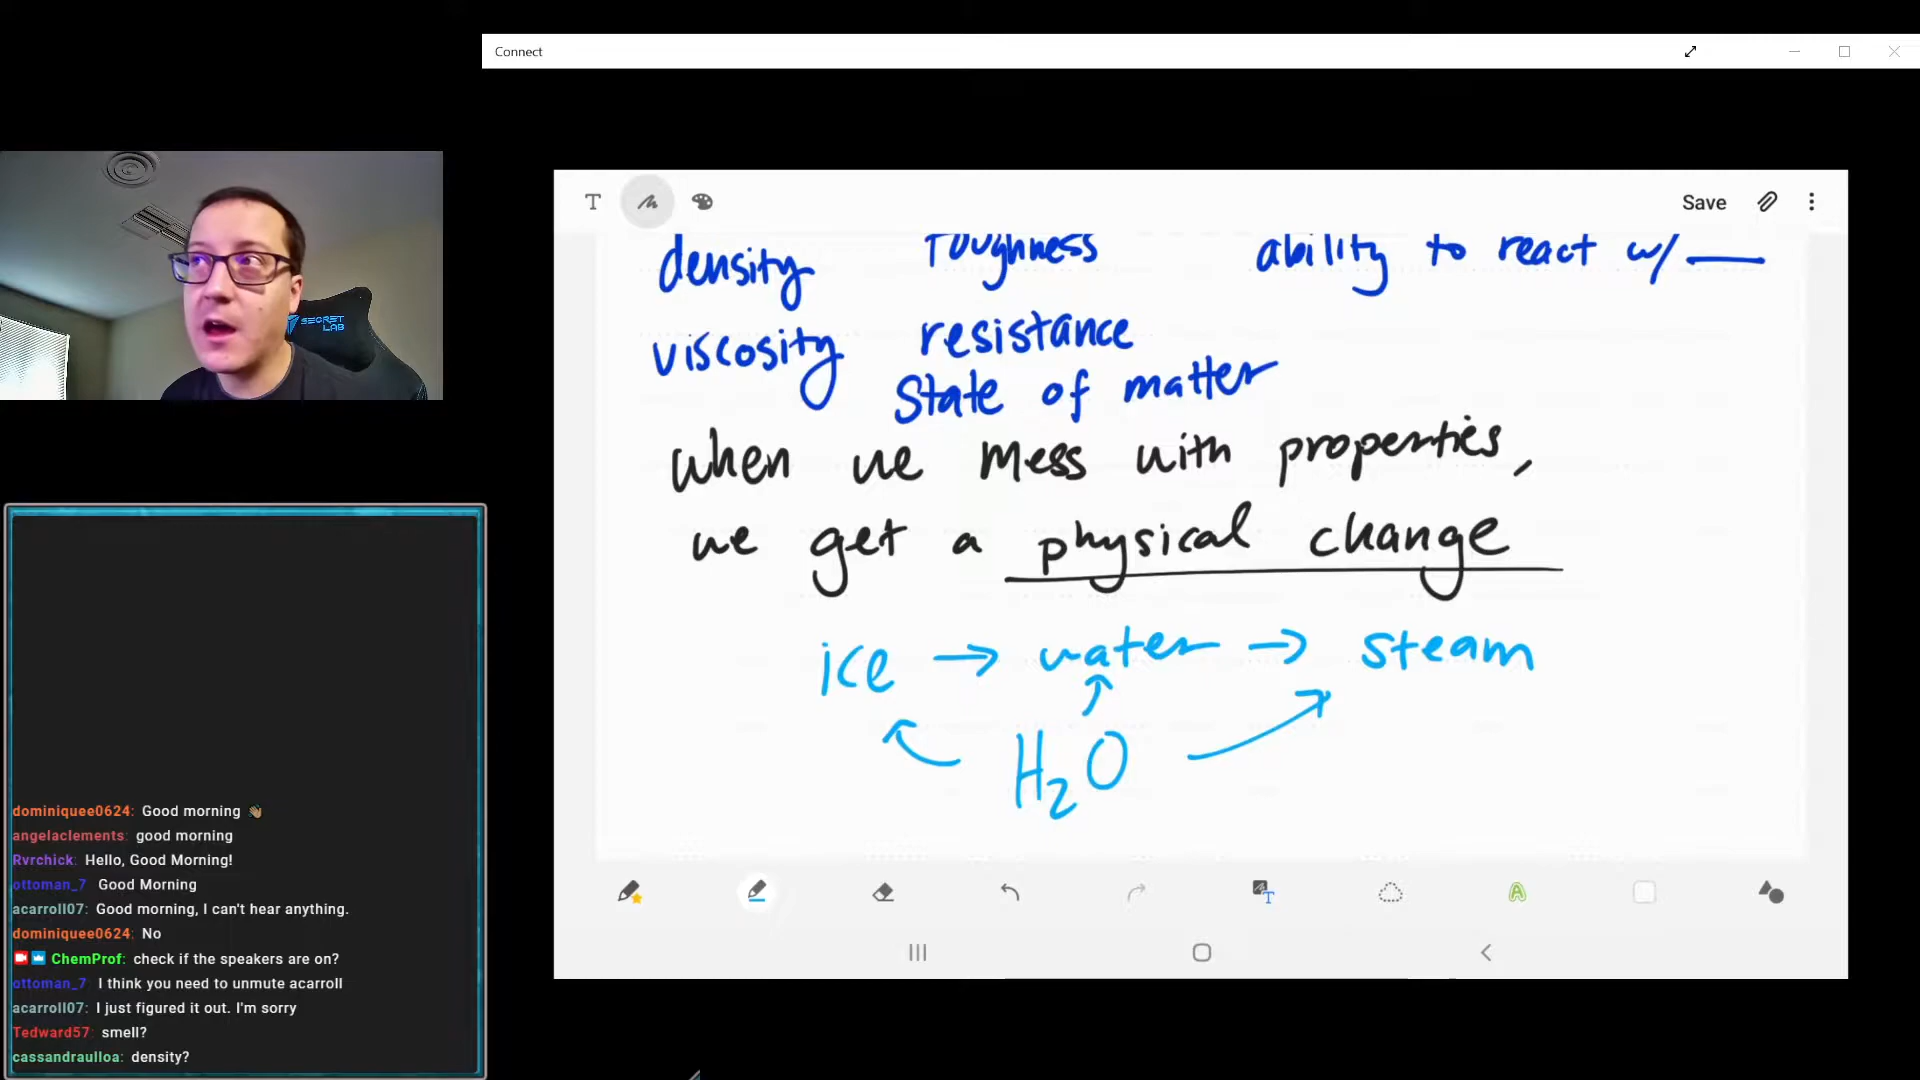 Connect
T
Save
density Toughness ability to react w/ ___
viscosity resistance
State of matter
when we mess with properties,
we get a physical change
ice → water → steam
H₂O
SECRET
LAB
dominiquee0624: Good morning 👋🏽
angelaclements: good morning
Rvrchick: Hello, Good Morning!
ottoman_7 Good Morning
acarroll07: Good morning, I can't hear anything.
dominiquee0624: No
ChemProf: check if the speakers are on?
ottoman_7 I think you need to unmute acarroll
acarroll07: I just figured it out. I'm sorry
Tedward57: smell?
cassandraulloa: density?